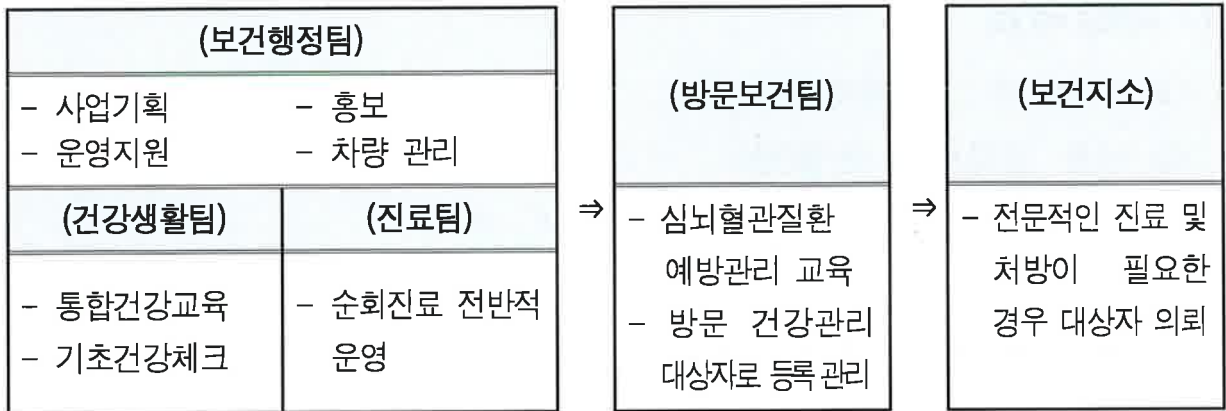 (보건행정팀)
– 사업기획 – 홍보
– 운영지원 – 차량 관리
(건강생활팀) (진료팀)
– 통합건강교육
– 기초건강체크
– 순회진료 전반적
운영
⇒
(방문보건팀)
– 심뇌혈관질환
예방관리 교육
– 방문 건강관리
대상자로 등록 관리
⇒
(보건지소)
– 전문적인 진료 및
처방이 필요한
경우 대상자 의뢰